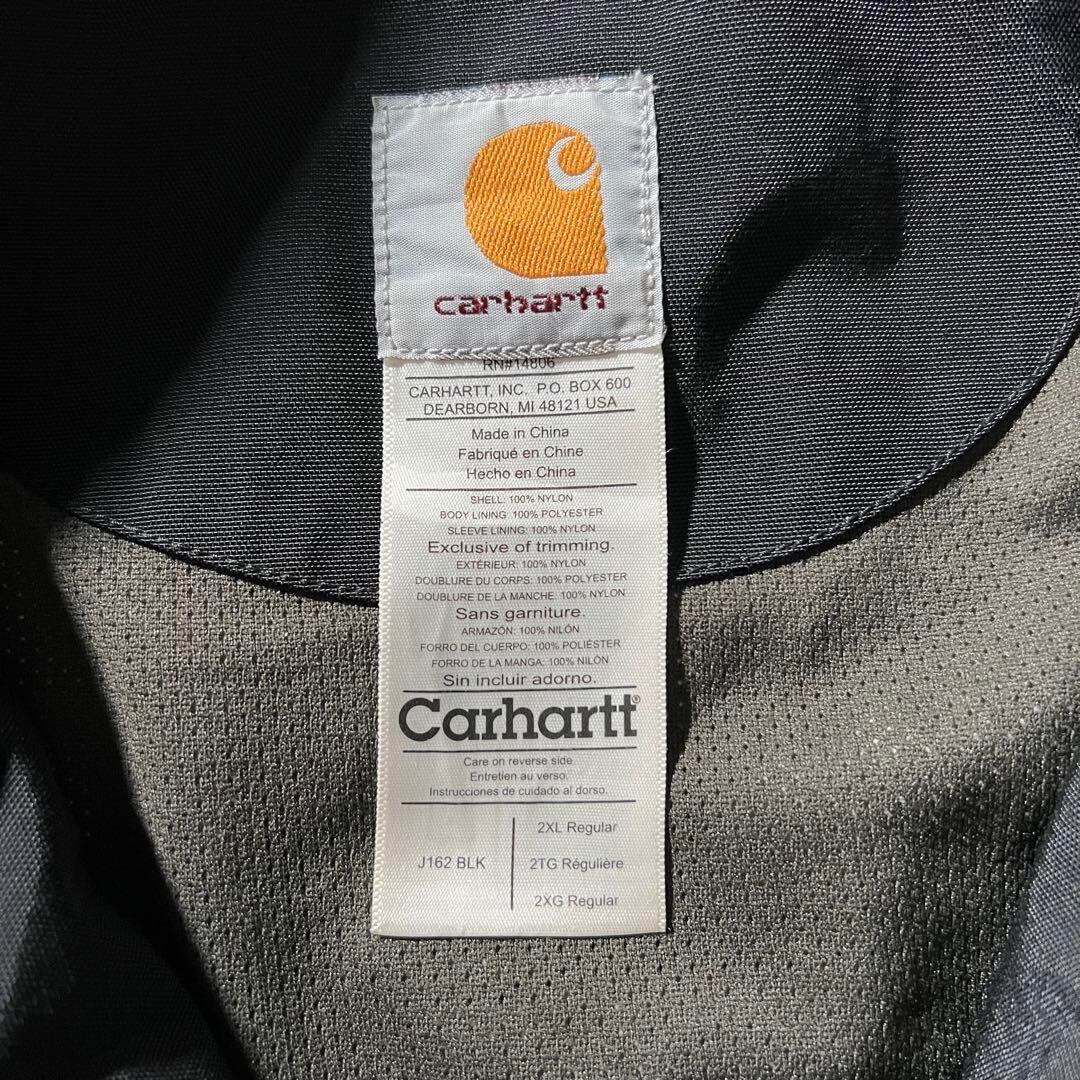 carhartt
RN#14806
CARHARTT, INC. P.O. BOX 600
DEARBORN, MI 48121 USA
Made in China
Fabriqué en Chine
Hecho en China
SHELL: 100% NYLON
BODY LINING: 100% POLYESTER
SLEEVE LINING: 100% NYLON
Exclusive of trimming.
EXTÉRIEUR: 100% NYLON
DOUBLURE DU CORPS: 100% POLYESTER
DOUBLURE DE LA MANCHE: 100% NYLON
Sans garniture.
ARMAZÓN: 100% NILÓN
FORRO DEL CUERPO: 100% POLIÉSTER
FORRO DE LA MANGA: 100% NILÓN
Sin incluir adorno.
Carhartt®
Care on reverse side.
Entretien au verso.
Instrucciones de cuidado al dorso.
J162 BLK
2XL Regular
2TG Régulière
2XG Regular